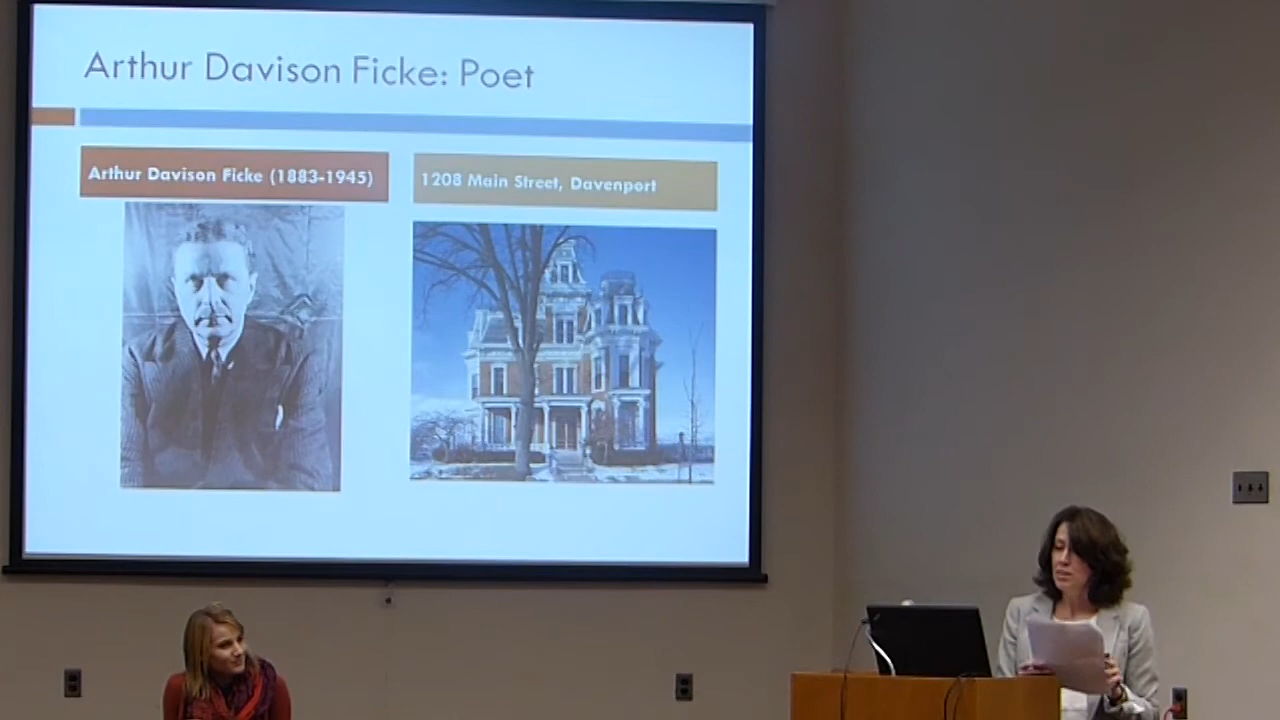 Arthur Davison Ficke: Poet
Arthur Davison Ficke (1883-1945)
1208 Main Street, Davenport